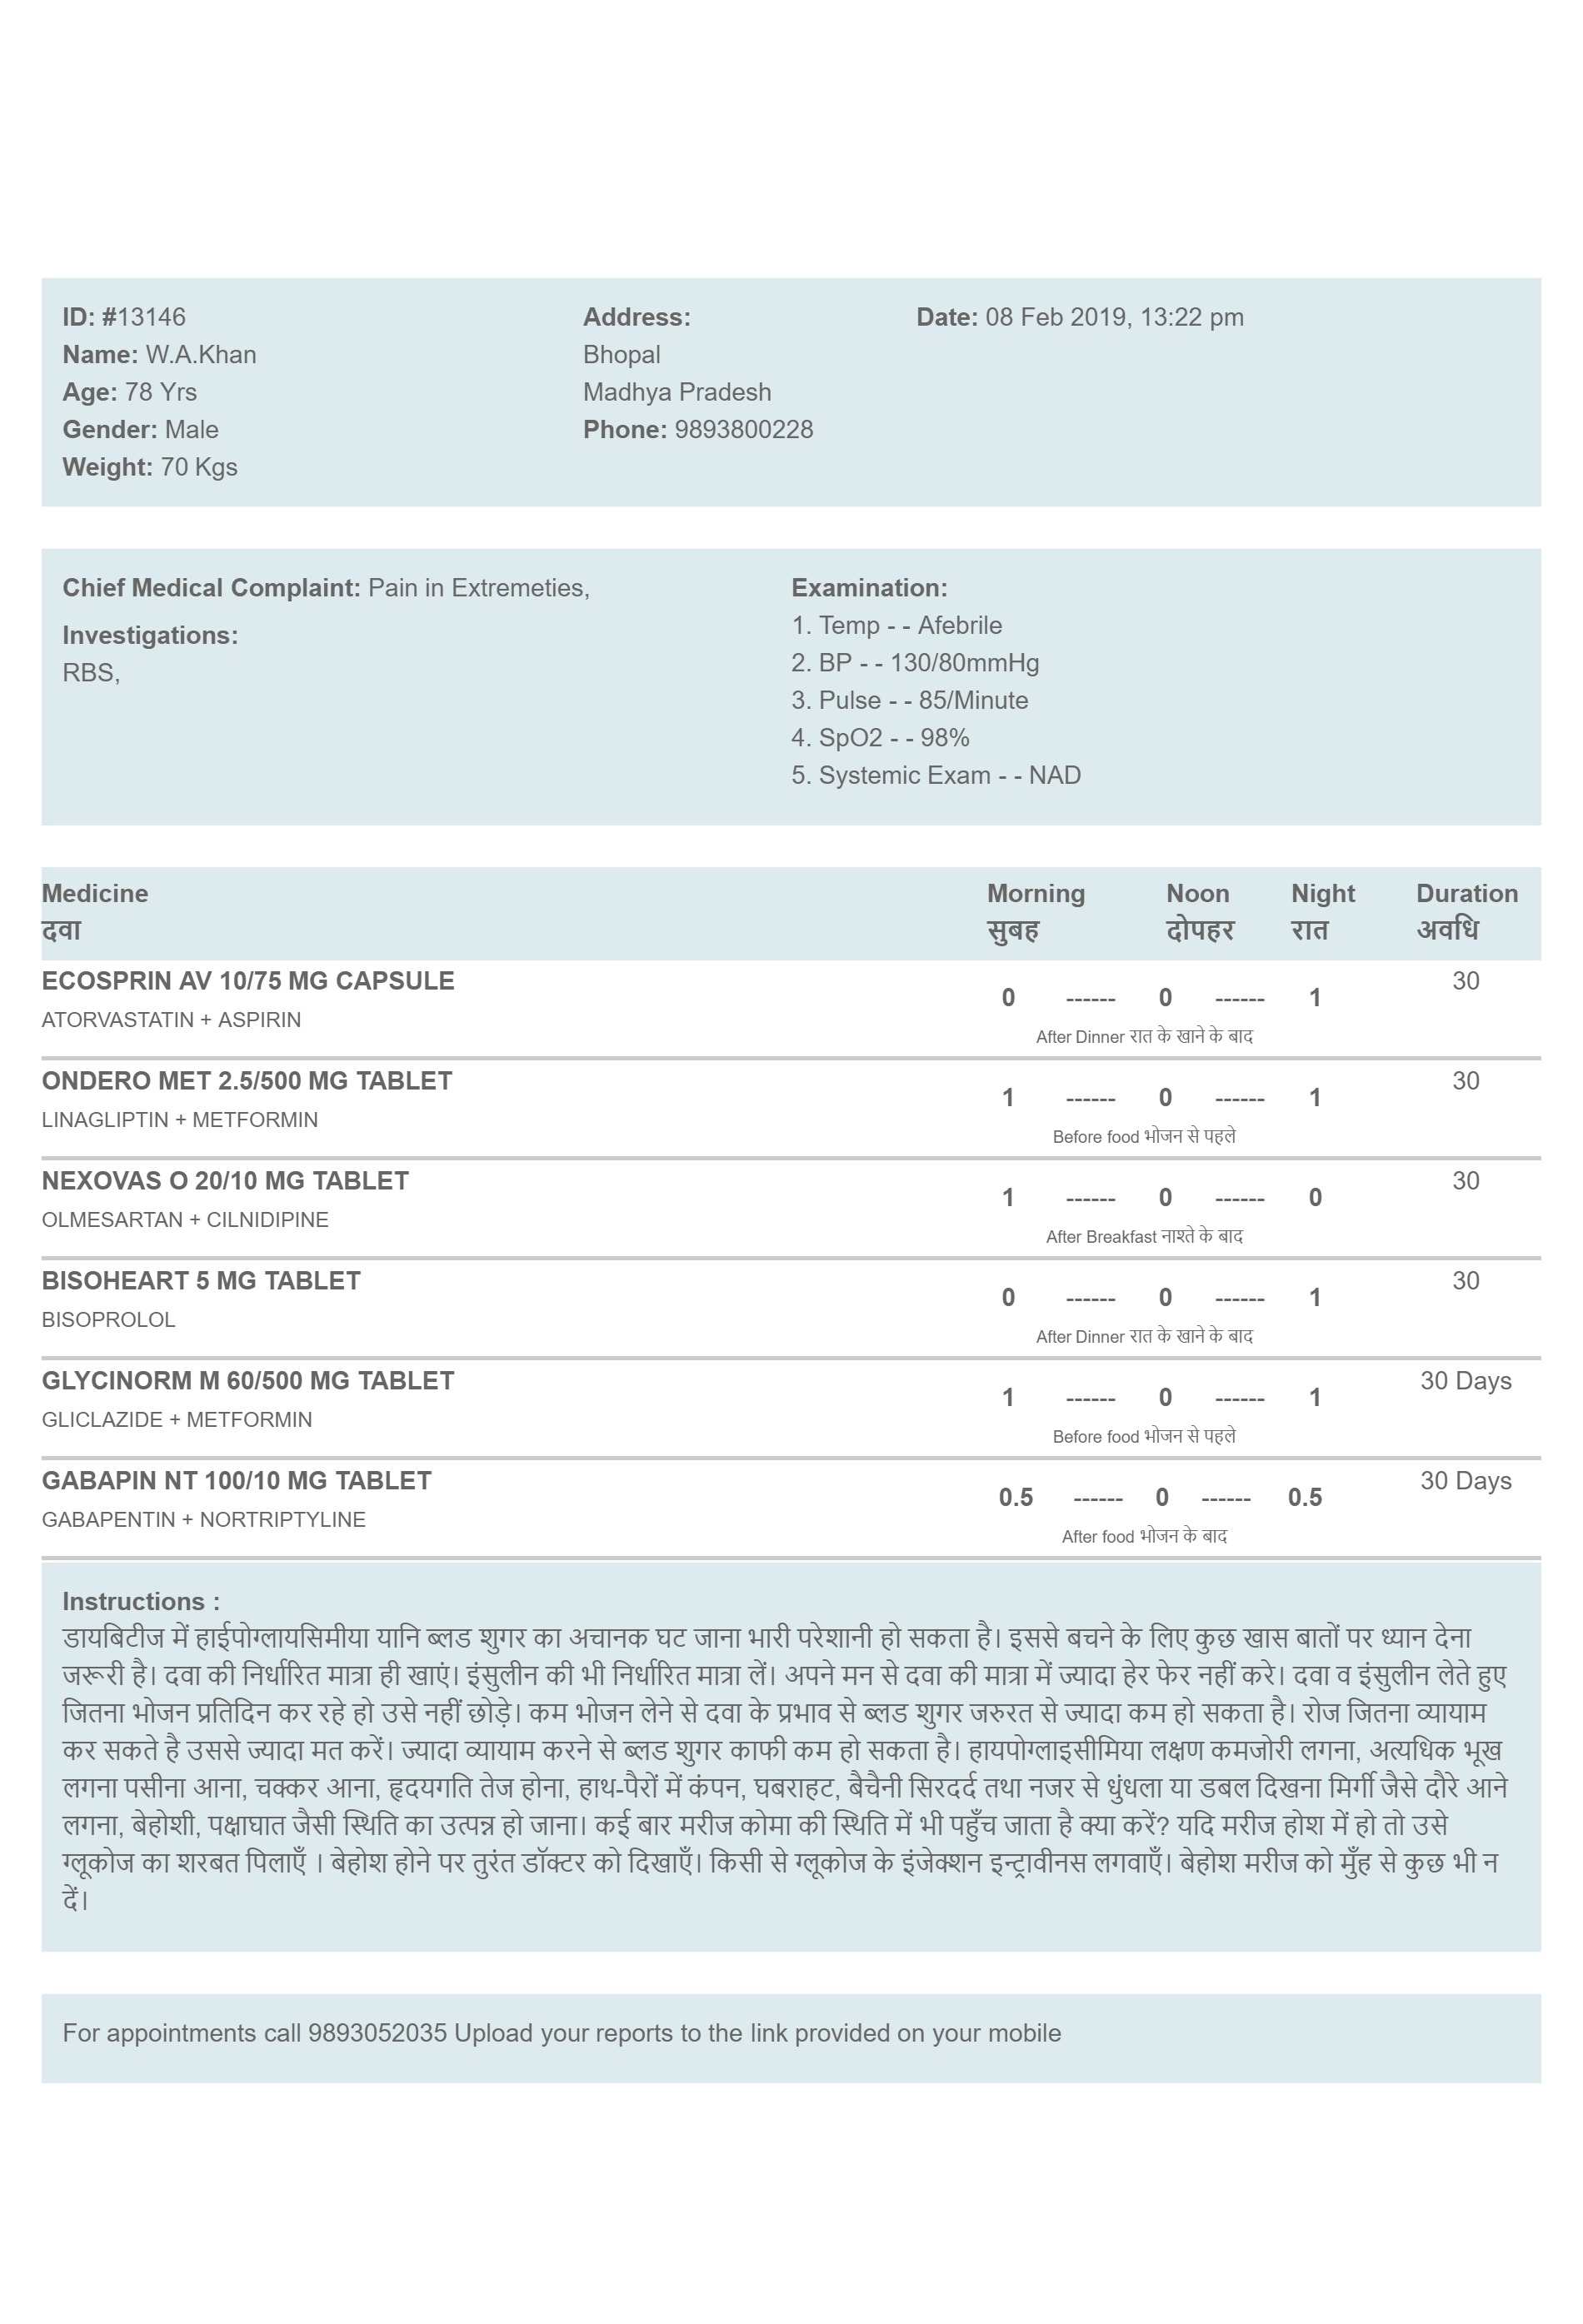 ID: #13146
Name: W.A.Khan
Age: 78 Yrs
Gender: Male
Weight: 70 Kgs
Address:
Bhopal
Madhya Pradesh
Phone: 9893800228
Date: 08 Feb 2019, 13:22 pm
Chief Medical Complaint: Pain in Extremeties,
Investigations:
RBS,
Examination:
1. Temp - - Afebrile
2. BP - - 130/80mmHg
3. Pulse - - 85/Minute
4. SpO2 - - 98%
5. Systemic Exam - - NAD
Medicine Morning Noon Night Duration
दवा सुबह दोपहर रात अवधि
ECOSPRIN AV 10/75 MG CAPSULE 30
0 ------ 0 ------ 1
ATORVASTATIN + ASPIRIN
After Dinner रात के खाने के बाद
ONDERO MET 2.5/500 MG TABLET 30
1 ------ 0 ------ 1
LINAGLIPTIN + METFORMIN
Before food भोजन से पहले
NEXOVAS O 20/10 MG TABLET 30
1 ------ 0 ------ 0
OLMESARTAN + CILNIDIPINE
After Breakfast नाश्ते के बाद
BISOHEART 5 MG TABLET 30
0 ------ 0 ------ 1
BISOPROLOL
After Dinner रात के खाने के बाद
GLYCINORM M 60/500 MG TABLET 30 Days
1 ------ 0 ------ 1
GLICLAZIDE + METFORMIN
Before food भोजन से पहले
GABAPIN NT 100/10 MG TABLET 30 Days
0.5 ------ 0 ------ 0.5
GABAPENTIN + NORTRIPTYLINE
After food भोजन के बाद
Instructions :
डायबिटीज में हाईपोग्लायसिमीया यानि ब्लड शुगर का अचानक घट जाना भारी परेशानी हो सकता है। इससे बचने के लिए कुछ खास बातों पर ध्यान देना
जरूरी है। दवा की निर्धारित मात्रा ही खाएं। इंसुलीन की भी निर्धारित मात्रा लें। अपने मन से दवा की मात्रा में ज्यादा हेर फेर नहीं करे। दवा व इंसुलीन लेते हुए
जितना भोजन प्रतिदिन कर रहे हो उसे नहीं छोड़े। कम भोजन लेने से दवा के प्रभाव से ब्लड शुगर जरुरत से ज्यादा कम हो सकता है। रोज जितना व्यायाम
कर सकते है उससे ज्यादा मत करें। ज्यादा व्यायाम करने से ब्लड शुगर काफी कम हो सकता है। हायपोग्लाइसीमिया लक्षण कमजोरी लगना, अत्यधिक भूख
लगना पसीना आना, चक्कर आना, हृदयगति तेज होना, हाथ-पैरों में कंपन, घबराहट, बैचैनी सिरदर्द तथा नजर से धुंधला या डबल दिखना मिर्गी जैसे दौरे आने
लगना, बेहोशी, पक्षाघात जैसी स्थिति का उत्पन्न हो जाना। कई बार मरीज कोमा की स्थिति में भी पहुँच जाता है क्या करें? यदि मरीज होश में हो तो उसे
ग्लूकोज का शरबत पिलाएँ । बेहोश होने पर तुरंत डॉक्टर को दिखाएँ। किसी से ग्लूकोज के इंजेक्शन इन्ट्रावीनस लगवाएँ। बेहोश मरीज को मुँह से कुछ भी न
दें।
For appointments call 9893052035 Upload your reports to the link provided on your mobile